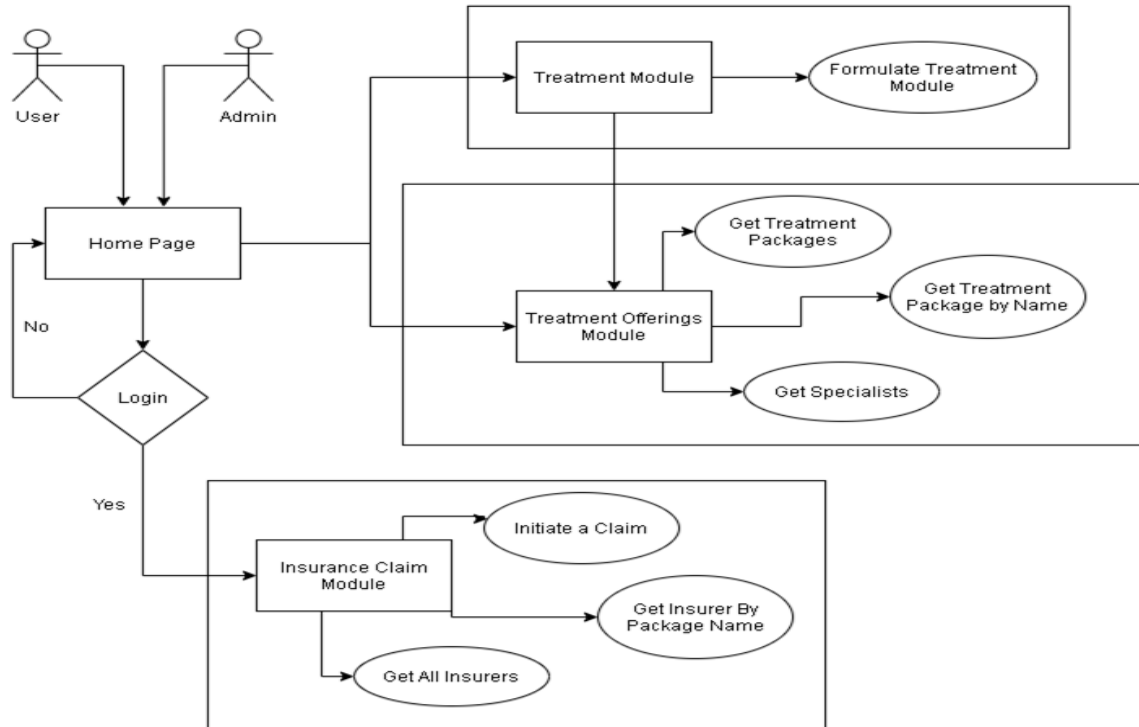 User
Admin
Treatment Module
Formulate Treatment
Module
Home Page
Get Treatment
Packages
Get Treatment
Package by Name
Treatment Offerings
Module
No
Login
Get Specialists
Yes
Initiate a Claim
Insurance Claim
Module
Get Insurer By
Package Name
Get All Insurers